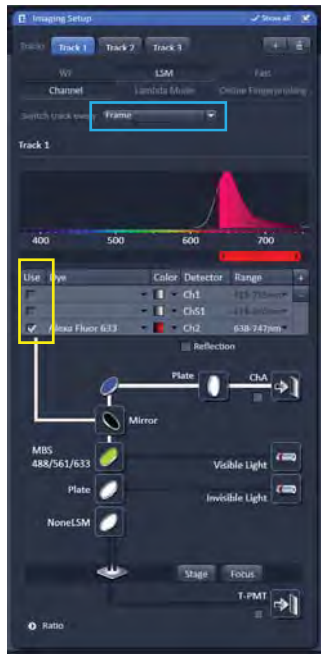 Imaging Setup Show all
Tracks Track 1 Track 2 Track 3
WF LSM Fast
Channel Lambda Mode Online Fingerprinting
Switch track every Frame
Track 1
400 500 600 700
Use Dye Color Detector Range
Ch1
ChS1
Alexa Fluor 633 Ch2 638-747nm
Reflection
Plate ChA
Mirror
MBS
488/561/633
Visible Light
Plate
Invisible Light
NoneLSM
Stage Focus
T-PMT
Ratio